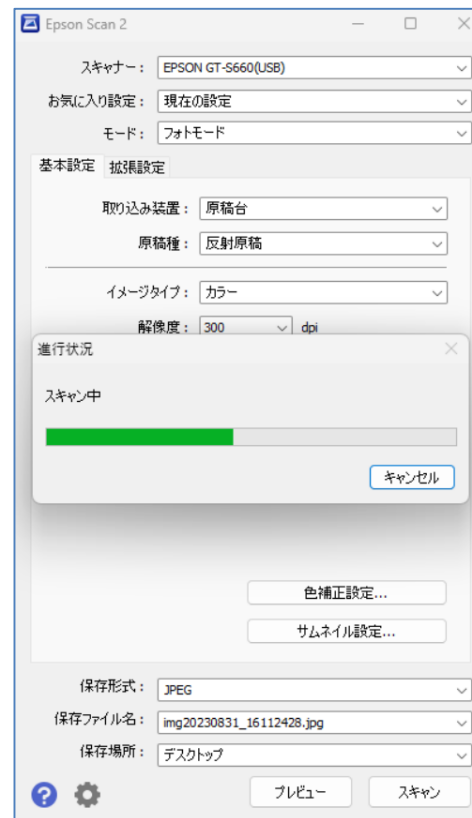 Epson Scan 2
スキャナー： EPSON GT-S660(USB)
お気に入り設定： 現在の設定
モード： フォトモード
基本設定 拡張設定
取り込み装置： 原稿台
原稿種： 反射原稿
イメージタイプ： カラー
解像度： 300 dpi
進行状況
スキャン中
キャンセル
色補正設定...
サムネイル設定...
保存形式： JPEG
保存ファイル名： img20230831_16112428.jpg
保存場所： デスクトップ
?
プレビュー スキャン